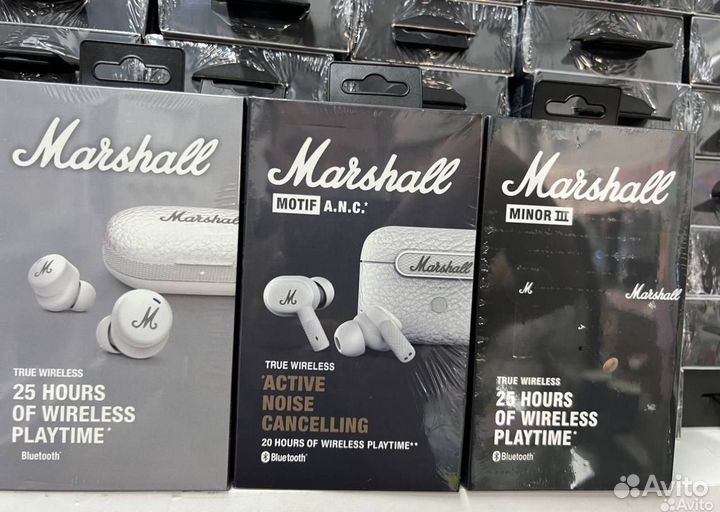 Marshall
Marshall
M
M
TRUE WIRELESS
25 HOURS
OF WIRELESS
PLAYTIME*
Bluetooth®
Marshall
MOTIF A.N.C.*
Marshall
M
TRUE WIRELESS
*ACTIVE
NOISE
CANCELLING
20 HOURS OF WIRELESS PLAYTIME**
Bluetooth®
Marshall
MINOR III
M
Marshall
TRUE WIRELESS
25 HOURS
OF WIRELESS
PLAYTIME*
Bluetooth®
Avito
Avito